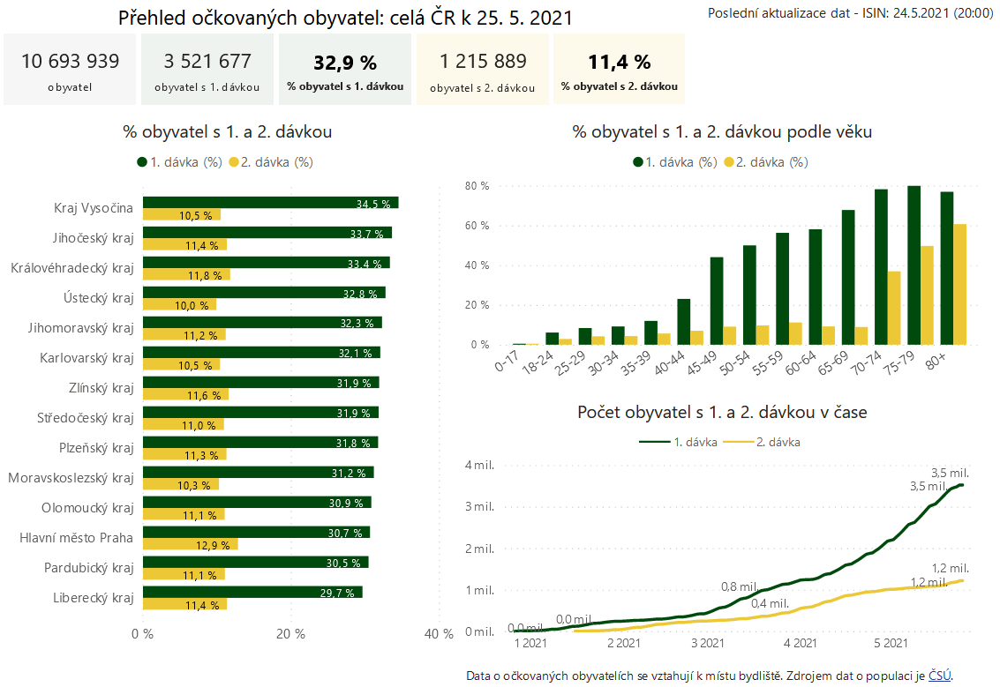 Přehled očkovaných obyvatel: celá ČR k 25. 5. 2021
Poslední aktualizace dat - ISIN: 24.5.2021 (20:00)
10 693 939
obyvatel
3 521 677
obyvatel s 1. dávkou
32,9 %
% obyvatel s 1. dávkou
1 215 889
obyvatel s 2. dávkou
11,4 %
% obyvatel s 2. dávkou
% obyvatel s 1. a 2. dávkou
1. dávka (%) 2. dávka (%)
Kraj Vysočina 34,5 %
10,5 %
Jihočeský kraj 33,7 %
11,4 %
Královéhradecký kraj 33,4 %
11,8 %
Ústecký kraj 32,8 %
10,0 %
Jihomoravský kraj 32,3 %
11,2 %
Karlovarský kraj 32,1 %
10,5 %
Zlínský kraj 31,9 %
11,6 %
Středočeský kraj 31,9 %
11,0 %
Plzeňský kraj 31,8 %
11,3 %
Moravskoslezský kraj 31,2 %
10,3 %
Olomoucký kraj 30,9 %
11,1 %
Hlavní město Praha 30,7 %
12,9 %
Pardubický kraj 30,5 %
11,1 %
Liberecký kraj 29,7 %
11,4 %
0 % 20 % 40 %
% obyvatel s 1. a 2. dávkou podle věku
1. dávka (%) 2. dávka (%)
80 %
60 %
40 %
20 %
0 %
0-17 18-24 25-29 30-34 35-39 40-44 45-49 50-54 55-59 60-64 65-69 70-74 75-79 80+
Počet obyvatel s 1. a 2. dávkou v čase
1. dávka 2. dávka
4 mil.
3,5 mil.
3,5 mil.
3 mil.
2 mil.
1,2 mil.
1,2 mil.
1 mil.
0,8 mil.
0,4 mil.
0,0 mil.
0,0 mil.
0 mil.
1 2021 2 2021 3 2021 4 2021 5 2021
Data o očkovaných obyvatelích se vztahují k místu bydliště. Zdrojem dat o populaci je ČSÚ.